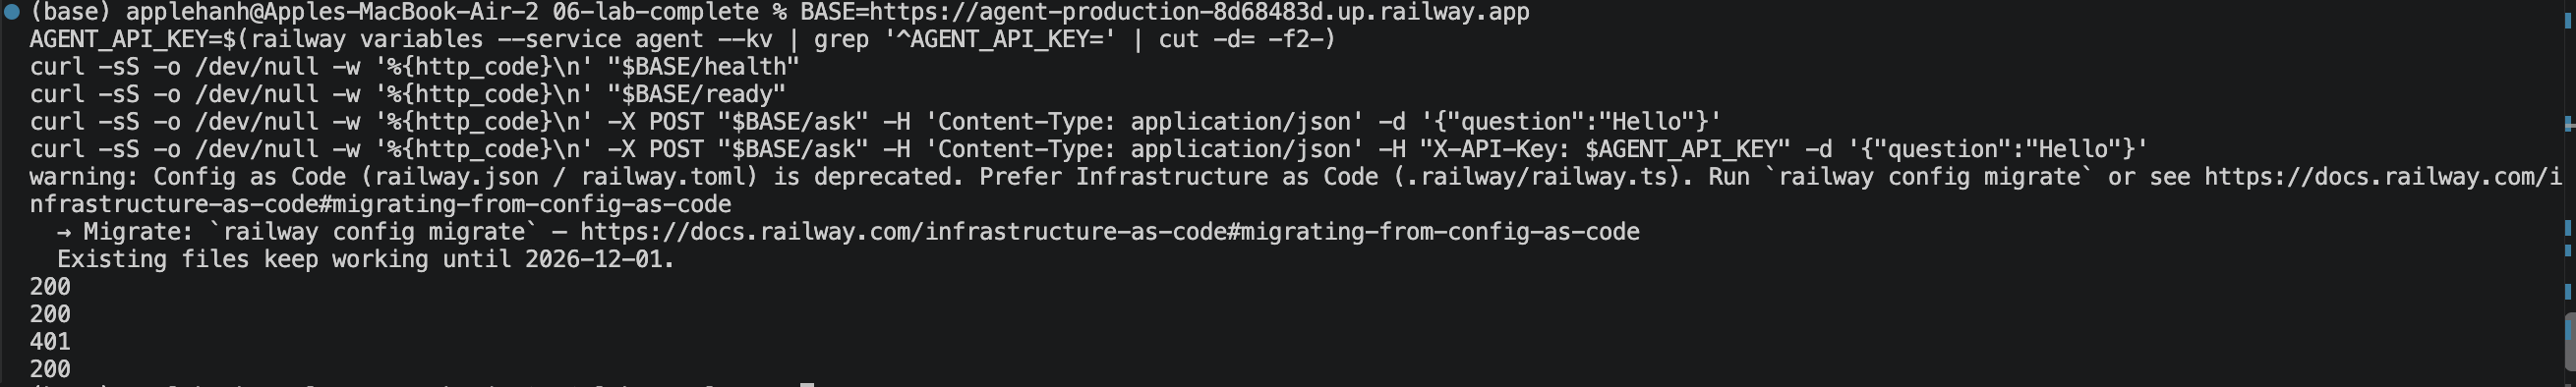 (base) applehanh@Apples-MacBook-Air-2 06-lab-complete % BASE=https://agent-production-8d68483d.up.railway.app
AGENT_API_KEY=$(railway variables --service agent --kv | grep '^AGENT_API_KEY=' | cut -d= -f2-)
curl -sS -o /dev/null -w '%{http_code}\n' "$BASE/health"
curl -sS -o /dev/null -w '%{http_code}\n' "$BASE/ready"
curl -sS -o /dev/null -w '%{http_code}\n' -X POST "$BASE/ask" -H 'Content-Type: application/json' -d '{"question":"Hello"}'
curl -sS -o /dev/null -w '%{http_code}\n' -X POST "$BASE/ask" -H 'Content-Type: application/json' -H "X-API-Key: $AGENT_API_KEY" -d '{"question":"Hello"}'
warning: Config as Code (railway.json / railway.toml) is deprecated. Prefer Infrastructure as Code (.railway/railway.ts). Run `railway config migrate` or see https://docs.railway.com/i
nfrastructure-as-code#migrating-from-config-as-code
→ Migrate: `railway config migrate` — https://docs.railway.com/infrastructure-as-code#migrating-from-config-as-code
Existing files keep working until 2026-12-01.
200
200
401
200